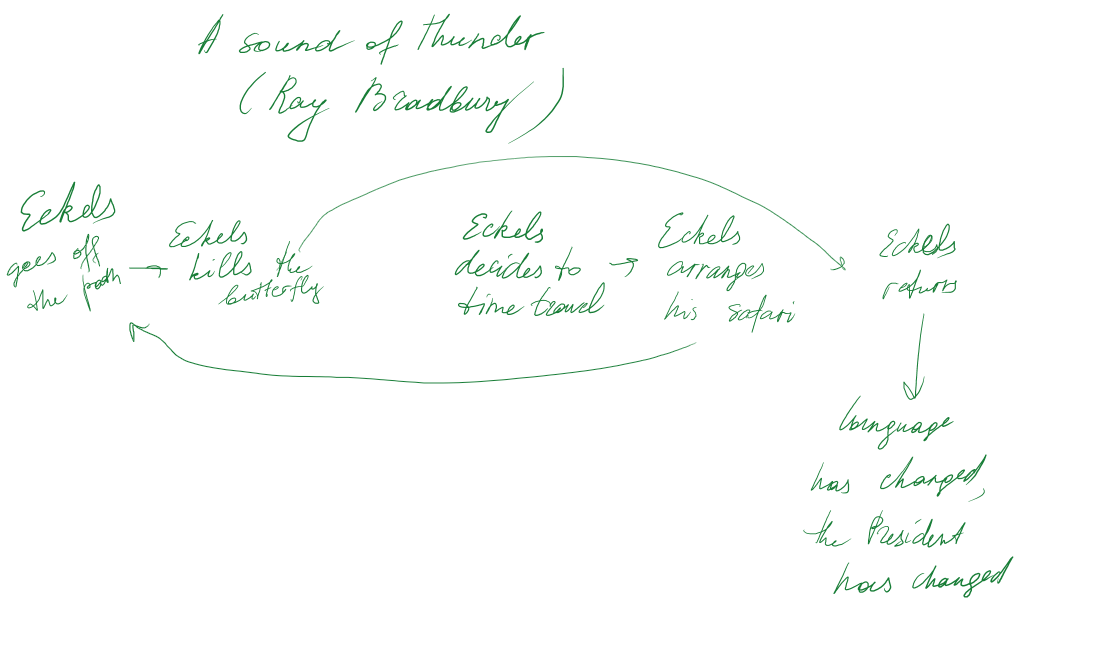 A sound of thunder
(Ray Bradbury)
Eckels
goes off
the path
Eckels
kills the
butterfly
Eckels
decides to
time travel
Eckels
arranges
his safari
Eckels
returns
language
has changed,
the President
has changed